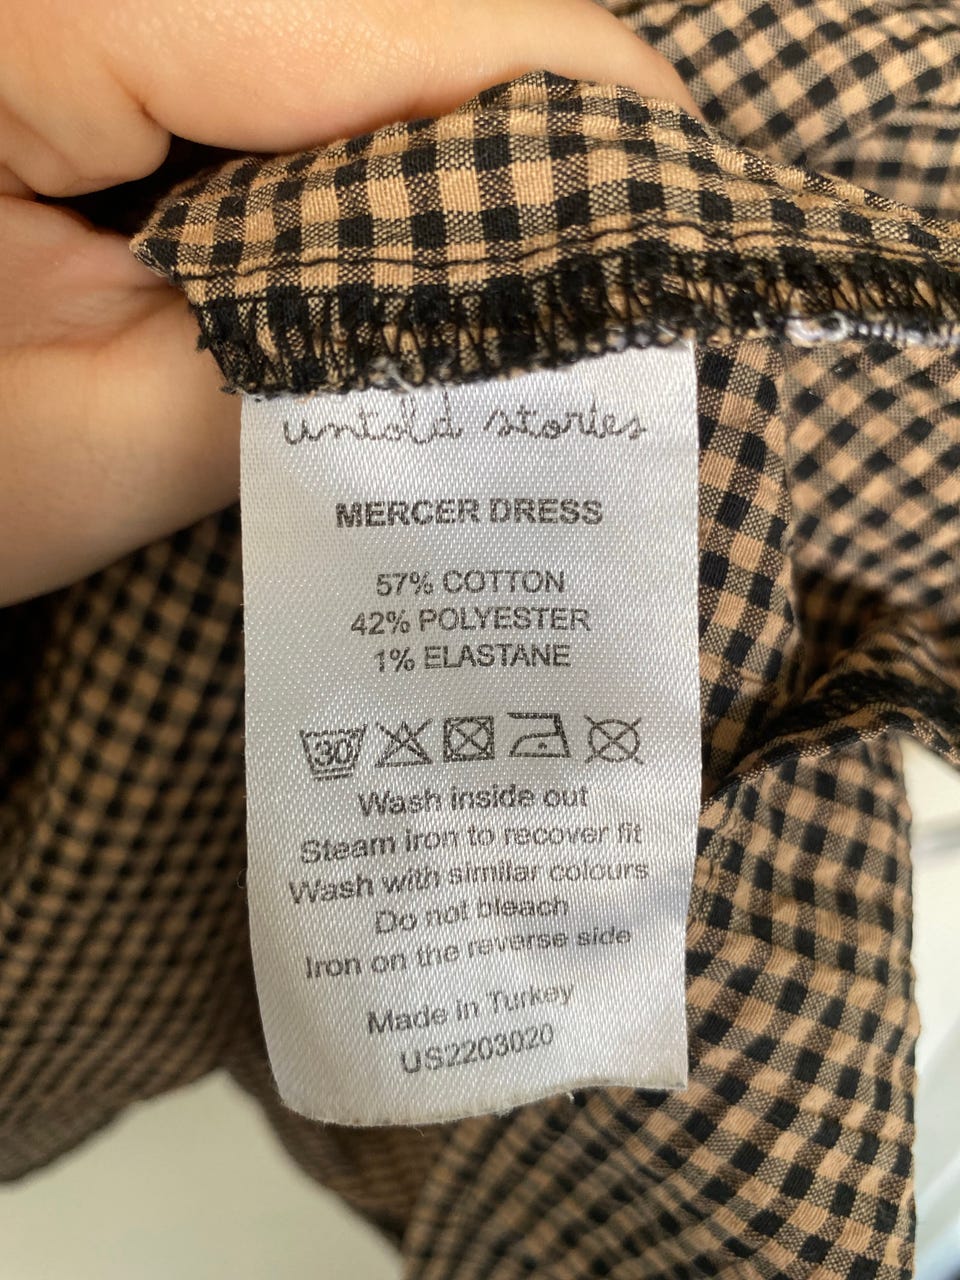 untold stories
MERCER DRESS
57% COTTON
42% POLYESTER
1% ELASTANE
30
Wash inside out
Steam iron to recover fit
Wash with similar colours
Do not bleach
Iron on the reverse side
Made in Turkey
US2203020